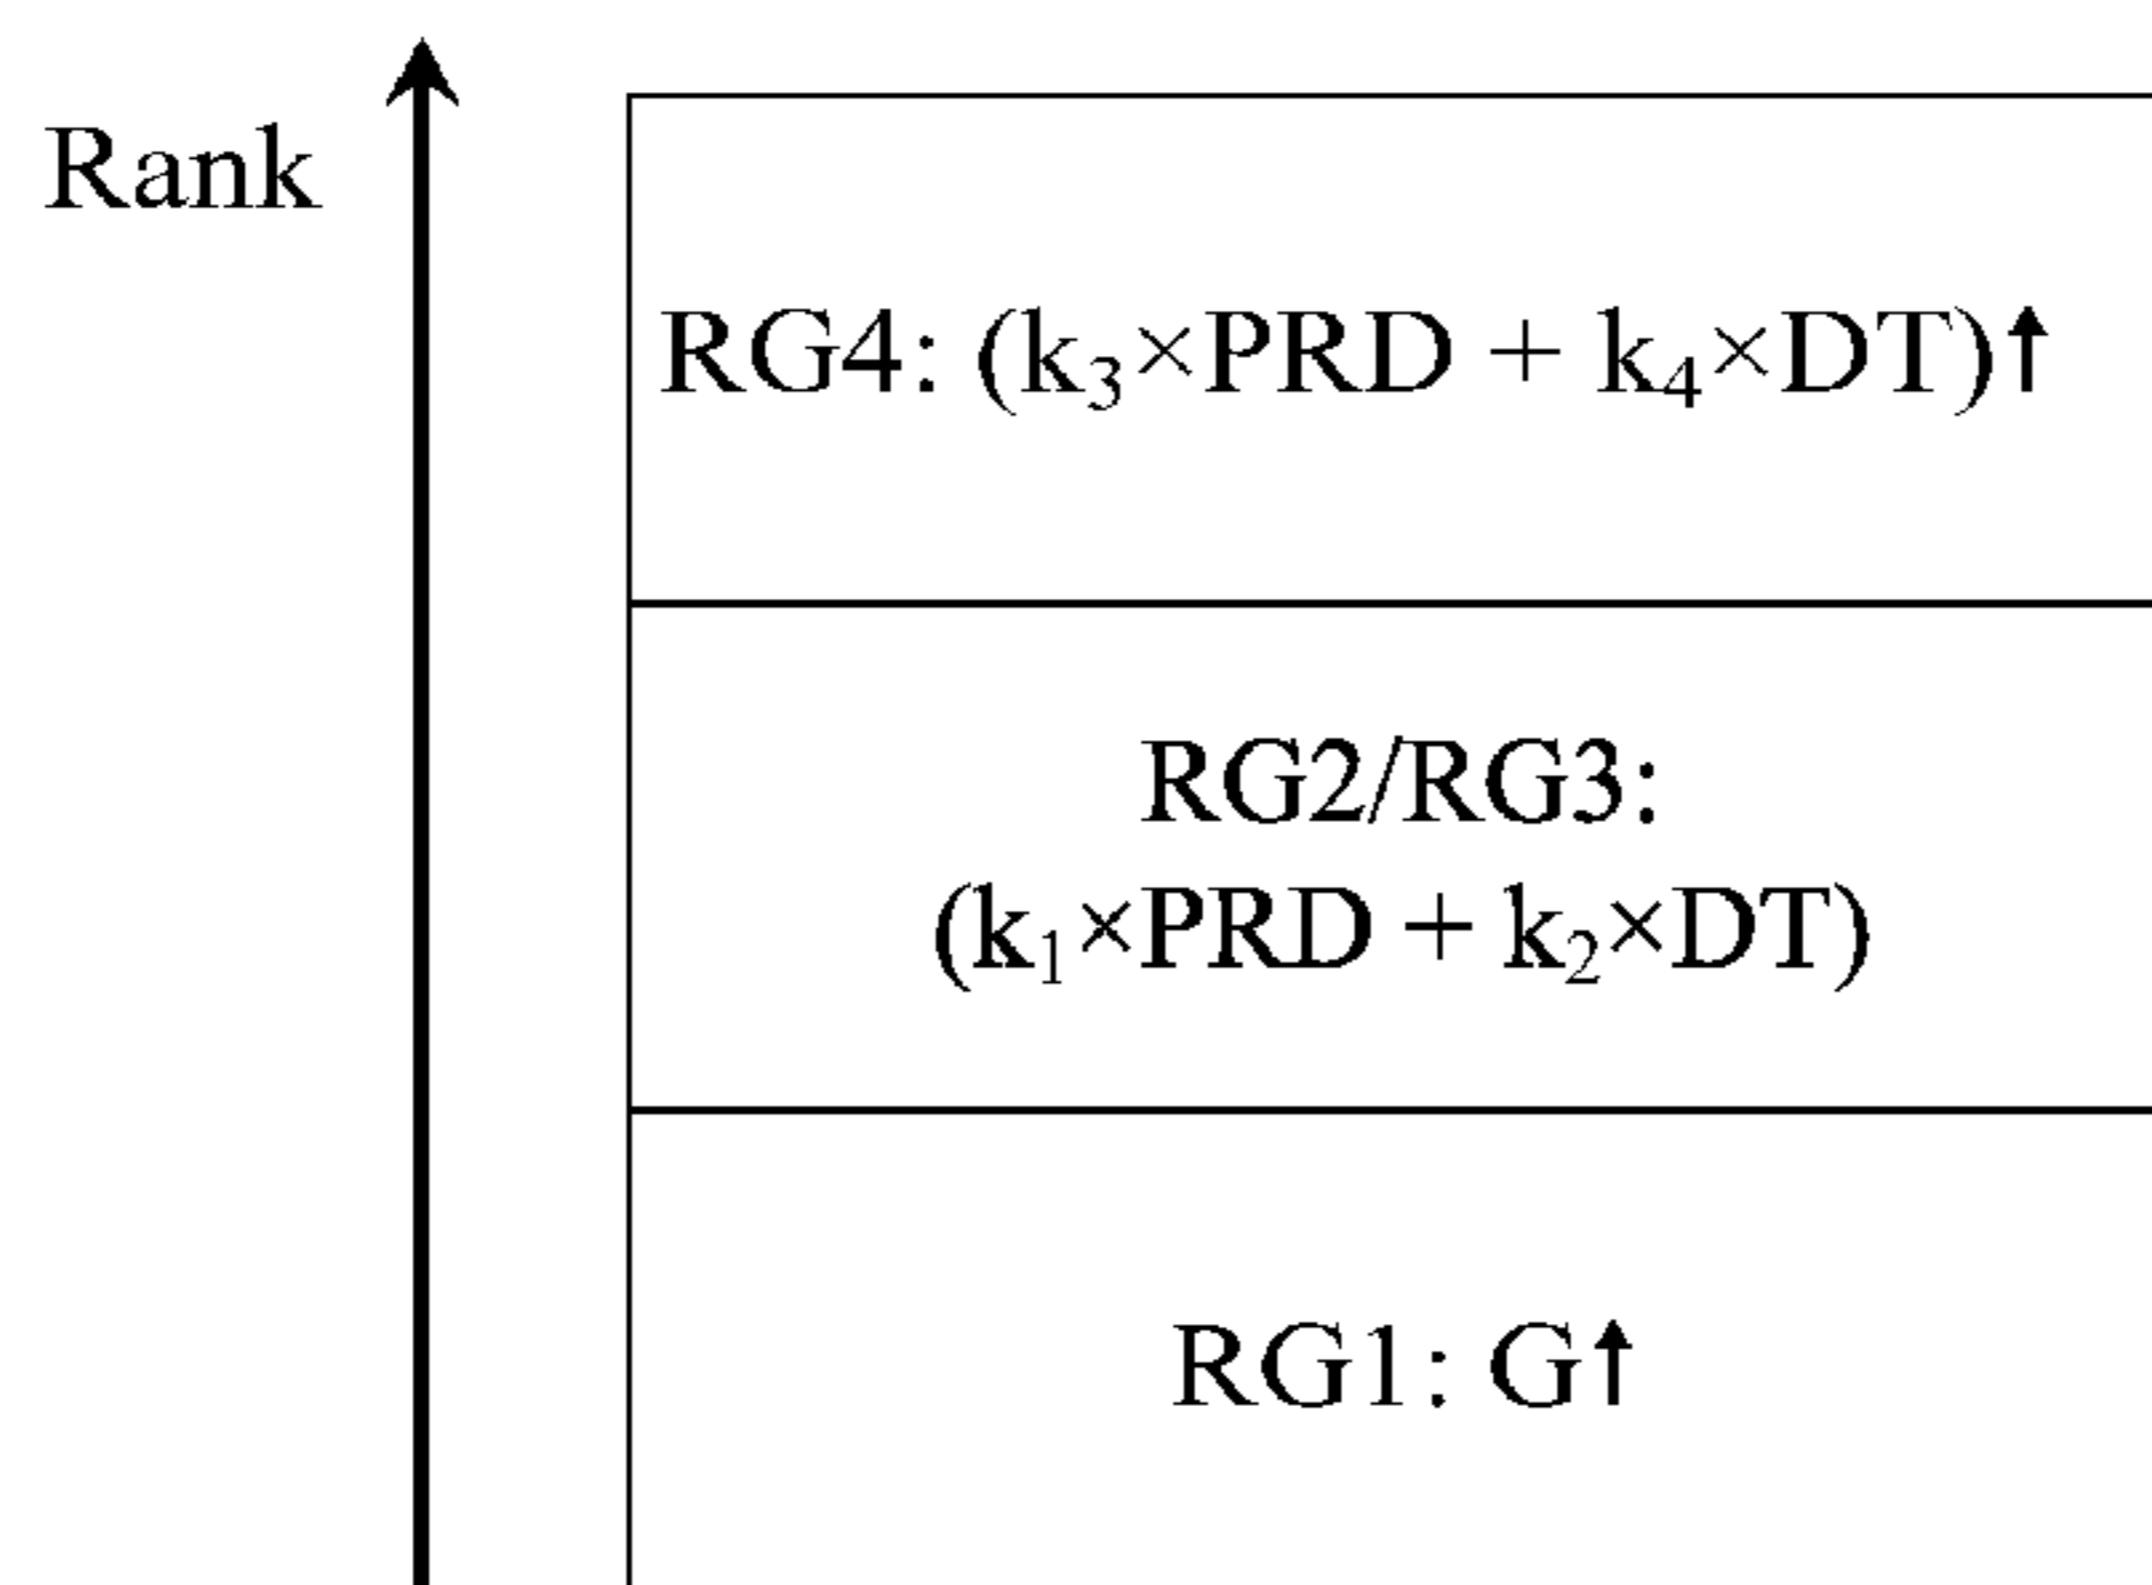 Rank
RG4: (k₃×PRD + k₄×DT)↑
RG2/RG3:
(k₁×PRD + k₂×DT)
RG1: G↑